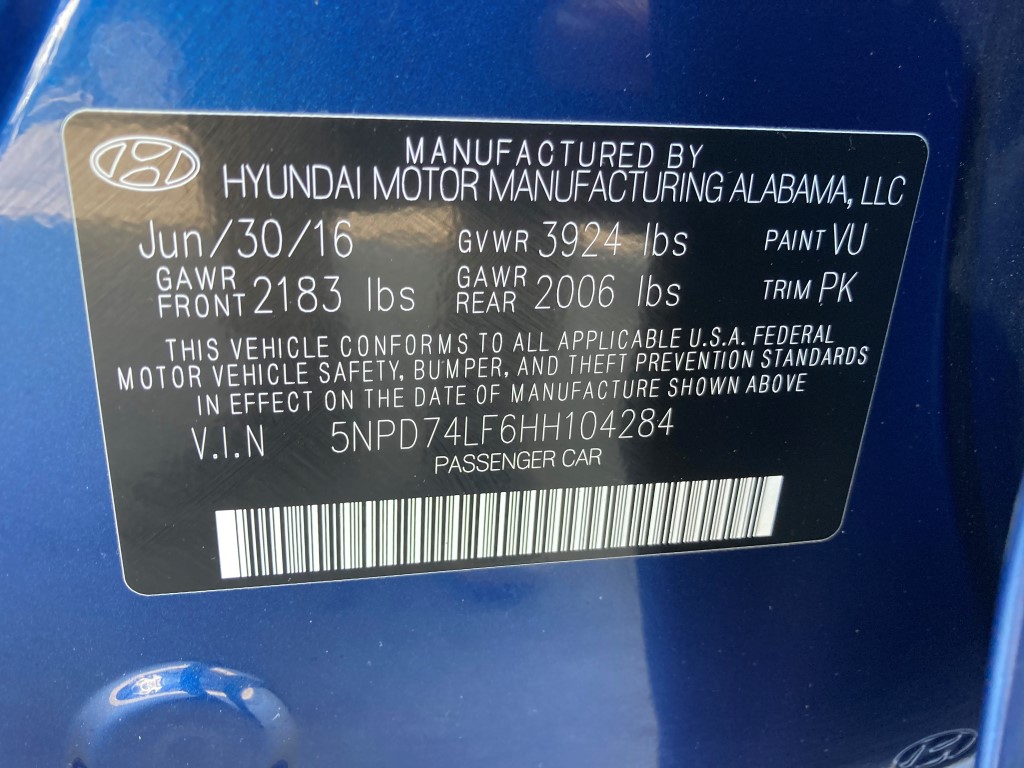 MANUFACTURED BY
HYUNDAI MOTOR MANUFACTURING ALABAMA, LLC
Jun/30/16 GVWR 3924 lbs PAINT VU
GAWR FRONT 2183 lbs GAWR REAR 2006 lbs TRIM PK
THIS VEHICLE CONFORMS TO ALL APPLICABLE U.S.A. FEDERAL
MOTOR VEHICLE SAFETY, BUMPER, AND THEFT PREVENTION STANDARDS
IN EFFECT ON THE DATE OF MANUFACTURE SHOWN ABOVE
V.I.N 5NPD74LF6HH104284
PASSENGER CAR